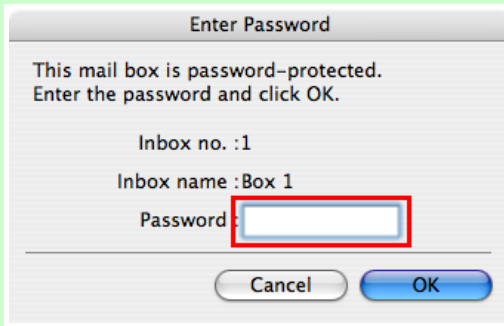 Enter Password
This mail box is password-protected.
Enter the password and click OK.
Inbox no. :1
Inbox name :Box 1
Password :
Cancel
OK